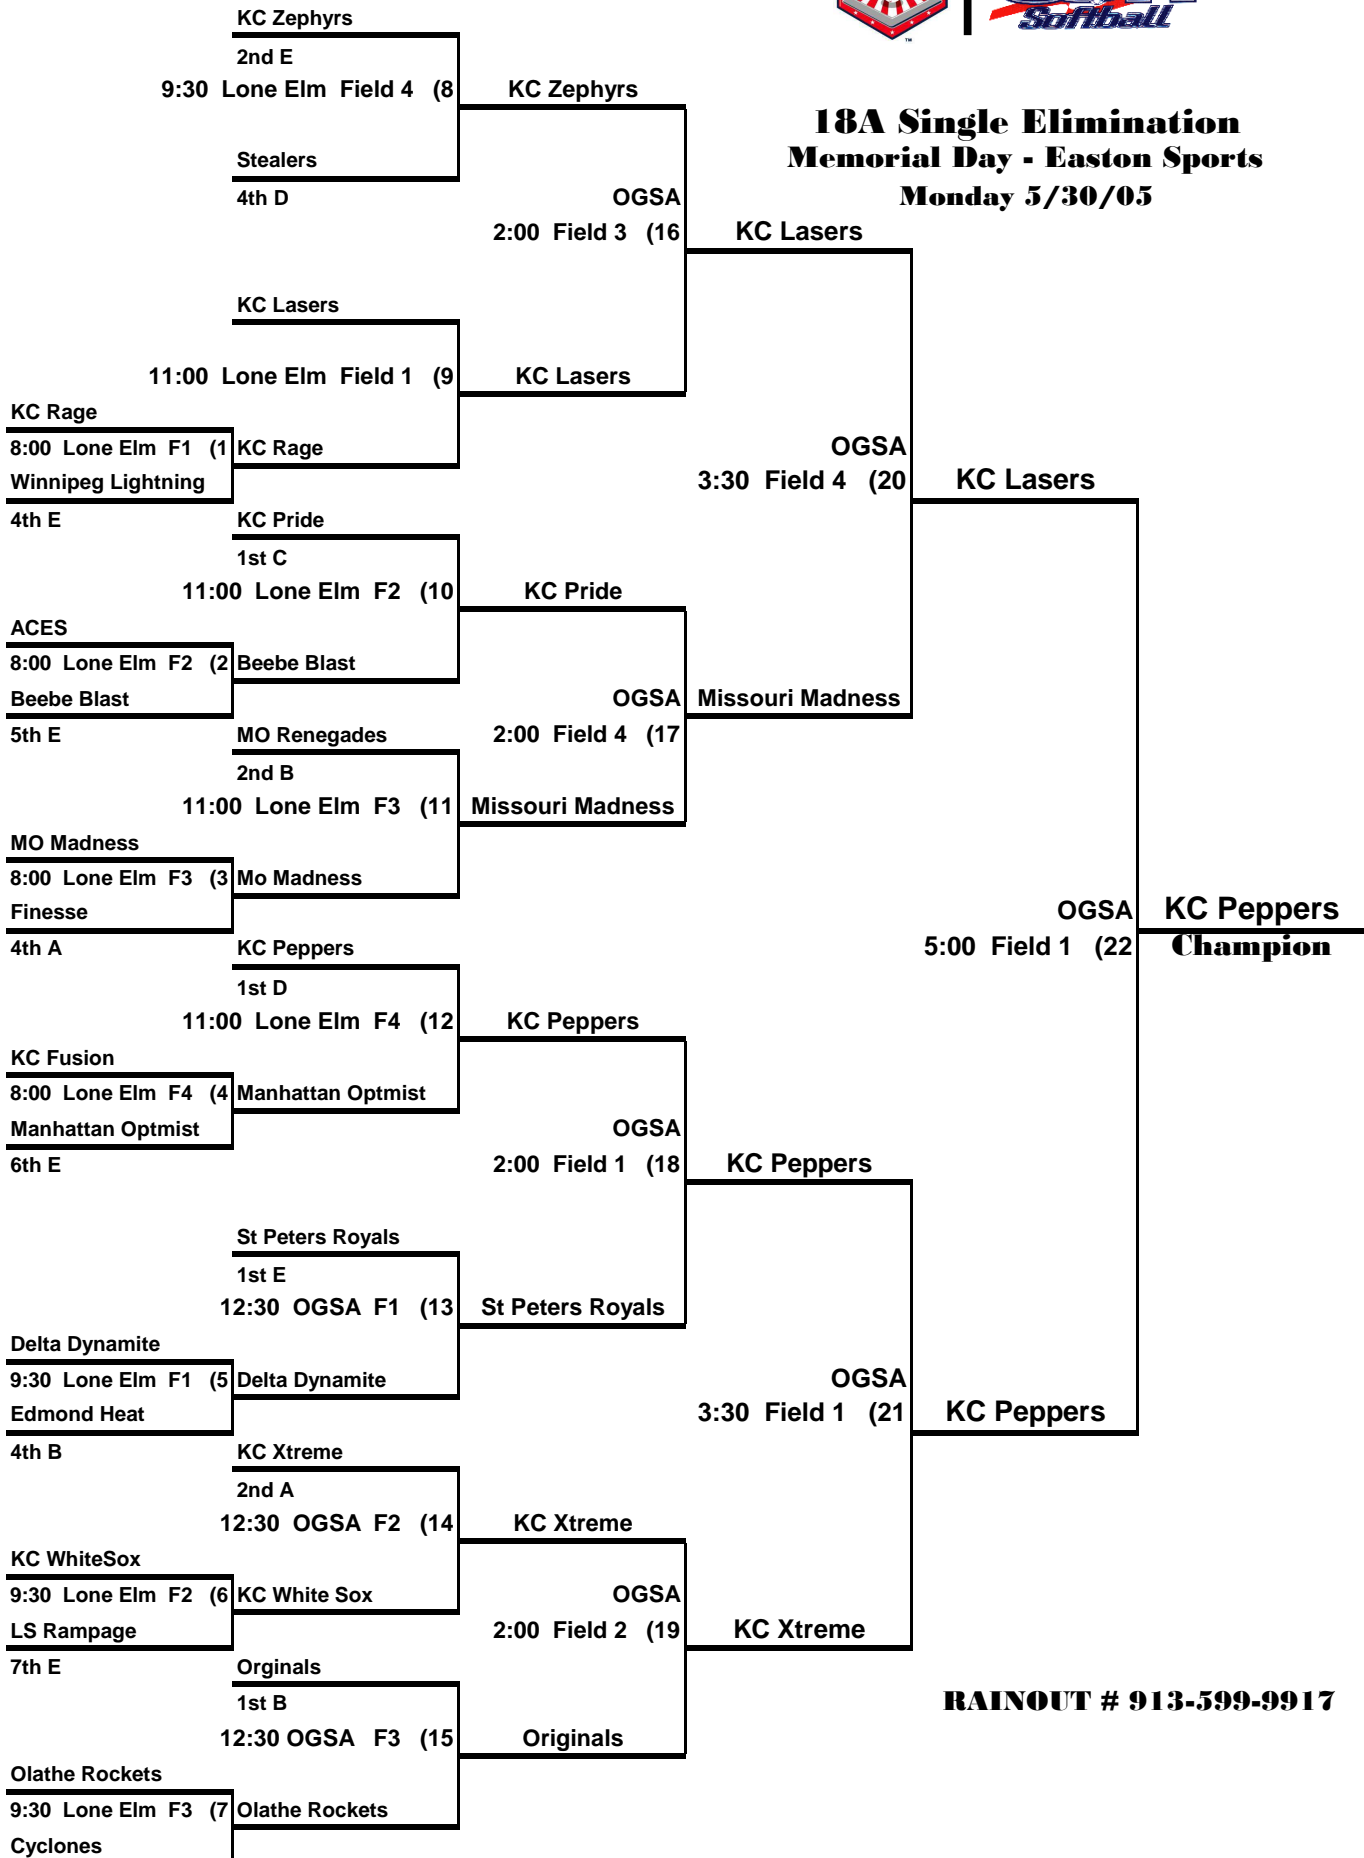 KC Zephyrs
Softball
™
2nd E
9:30 Lone Elm Field 4 (8
KC Zephyrs
18A Single Elimination
Memorial Day - Easton Sports
Monday 5/30/05
Stealers
4th D
OGSA
2:00 Field 3 (16
KC Lasers
KC Lasers
11:00 Lone Elm Field 1 (9
KC Lasers
KC Rage
8:00 Lone Elm F1 (1
KC Rage
Winnipeg Lightning
4th E
OGSA
3:30 Field 4 (20
KC Lasers
KC Pride
1st C
11:00 Lone Elm F2 (10
KC Pride
ACES
8:00 Lone Elm F2 (2
Beebe Blast
Beebe Blast
5th E
OGSA
2:00 Field 4 (17
Missouri Madness
MO Renegades
2nd B
11:00 Lone Elm F3 (11
Missouri Madness
MO Madness
8:00 Lone Elm F3 (3
Mo Madness
Finesse
4th A
OGSA
5:00 Field 1 (22
KC Peppers
Champion
KC Peppers
1st D
11:00 Lone Elm F4 (12
KC Peppers
KC Fusion
8:00 Lone Elm F4 (4
Manhattan Optmist
Manhattan Optmist
6th E
OGSA
2:00 Field 1 (18
KC Peppers
St Peters Royals
1st E
12:30 OGSA F1 (13
St Peters Royals
Delta Dynamite
9:30 Lone Elm F1 (5
Delta Dynamite
Edmond Heat
4th B
OGSA
3:30 Field 1 (21
KC Peppers
KC Xtreme
2nd A
12:30 OGSA F2 (14
KC Xtreme
KC WhiteSox
9:30 Lone Elm F2 (6
KC White Sox
LS Rampage
7th E
OGSA
2:00 Field 2 (19
KC Xtreme
Orginals
1st B
12:30 OGSA F3 (15
Originals
RAINOUT # 913-599-9917
Olathe Rockets
9:30 Lone Elm F3 (7
Olathe Rockets
Cyclones